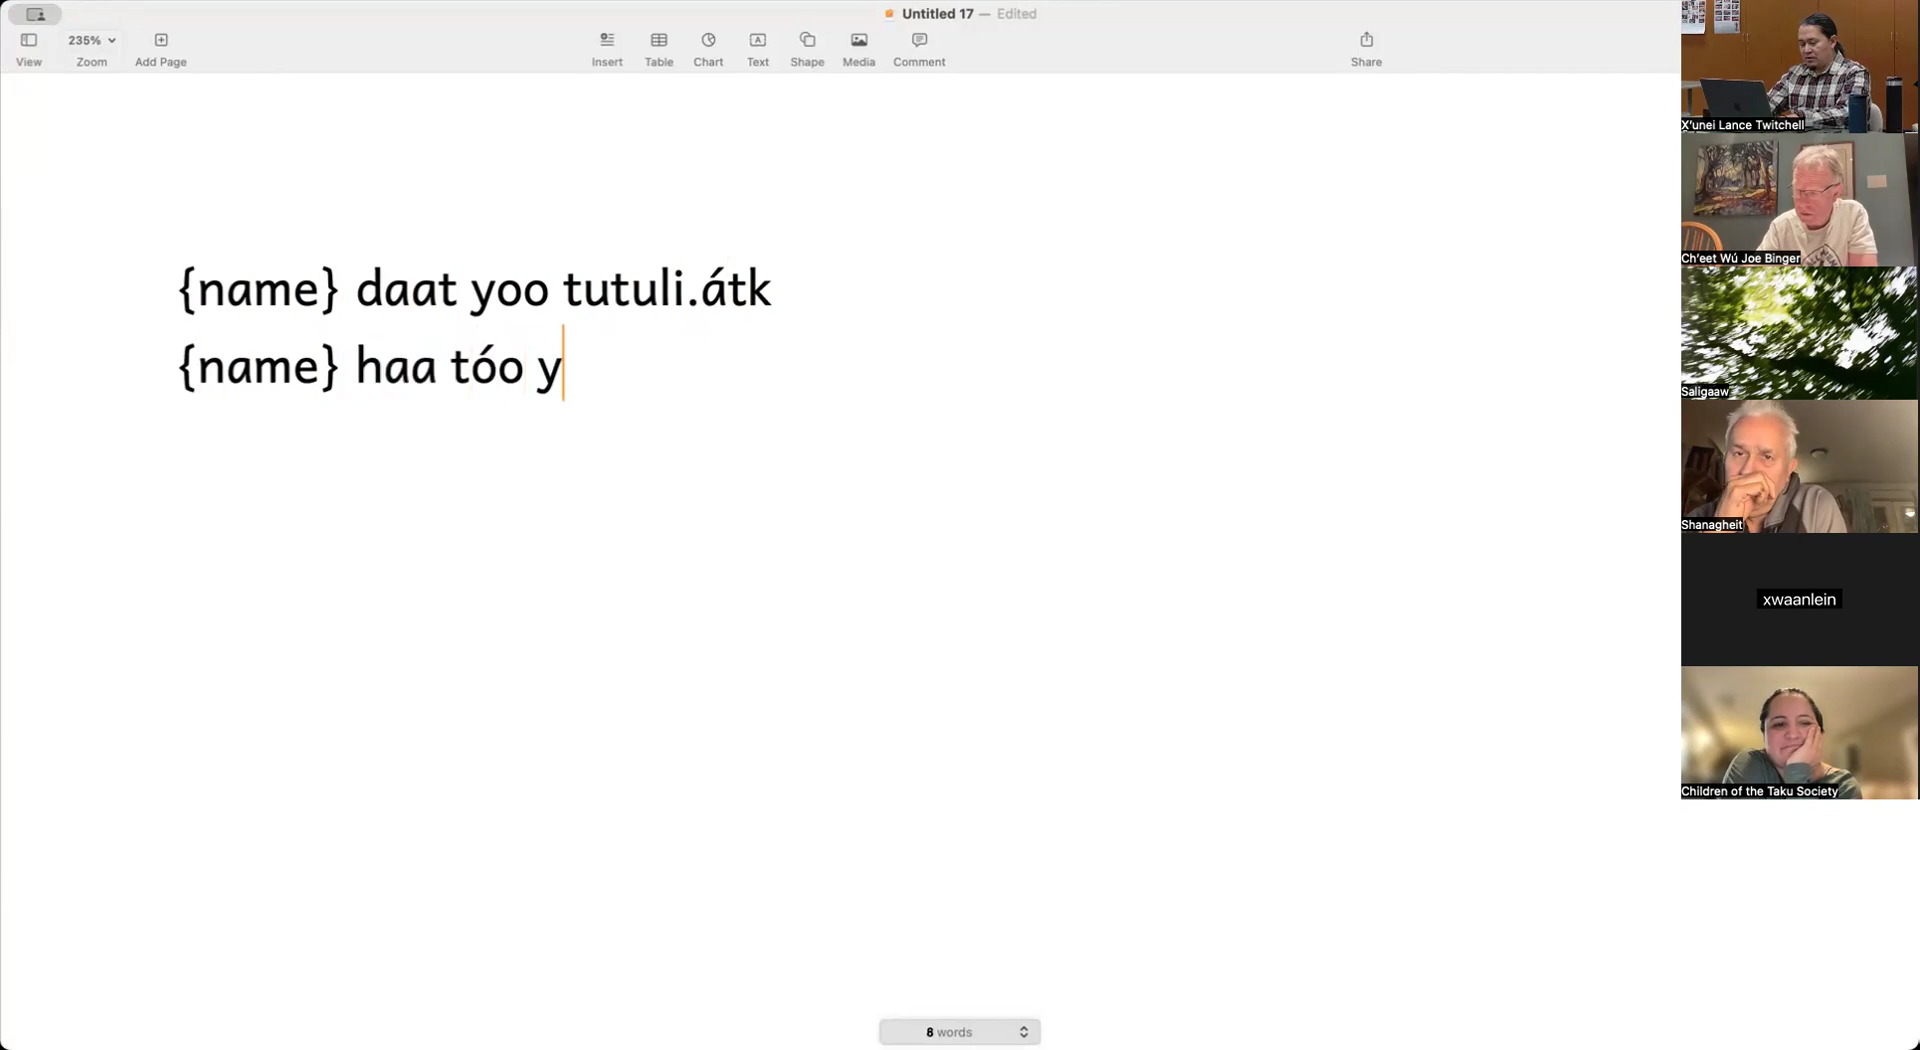 Untitled 17 — Edited
235%
View
Zoom
Add Page
Insert
Table
Chart
Text
Shape
Media
Comment
Share
{name} daat yoo tutuli.átk
{name} haa tóo y
8 words
X'unei Lance Twitchell
Ch'eet Wú Joe Binger
Saligaaw
Shanagheit
xwaanlein
Children of the Taku Society